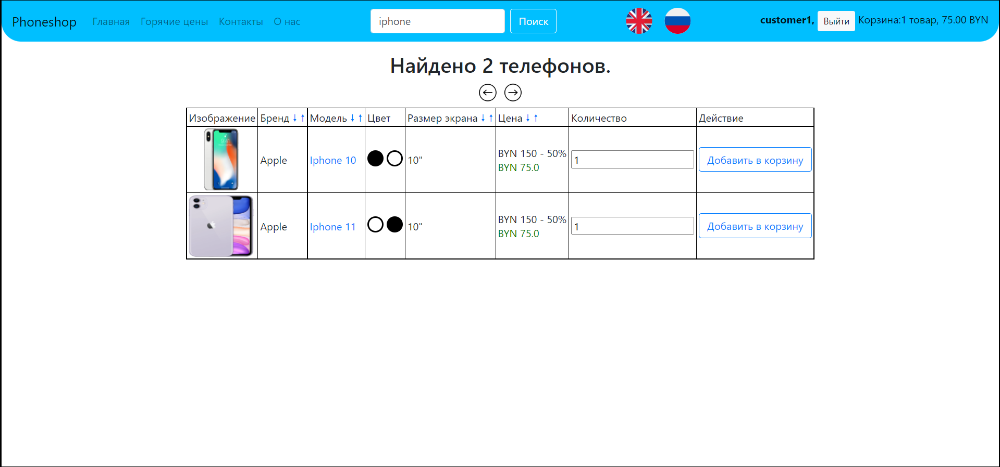 Phoneshop Главная Горячие цены Контакты О нас iphone Поиск customer1, Выйти Корзина:1 товар, 75.00 BYN
Найдено 2 телефонов.
Изображение Бренд ↓ ↑ Модель ↓ ↑ Цвет Размер экрана ↓ ↑ Цена ↓ ↑ Количество Действие
Apple Iphone 10 10" BYN 150 - 50% 1 Добавить в корзину
BYN 75.0
Apple Iphone 11 10" BYN 150 - 50% 1 Добавить в корзину
BYN 75.0